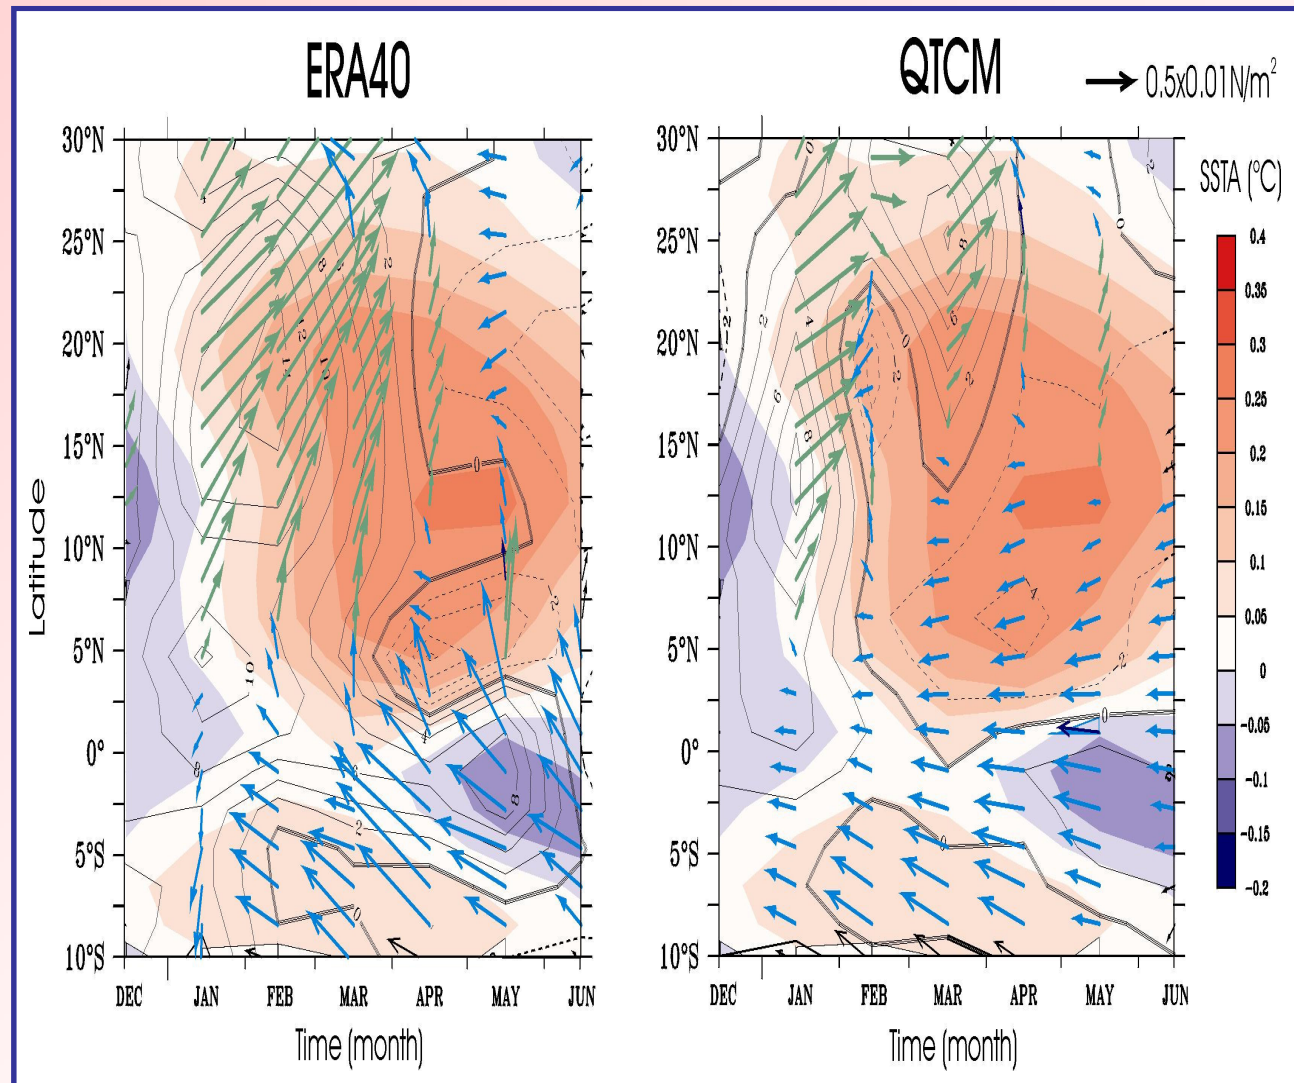 ERA40
QTCM
0.5x0.01N/m²
SSTA (°C)
Latitude
30°N
25°N
20°N
15°N
10°N
5°N
0°
5°S
10°S
DEC JAN FEB MAR APR MAY JUN
Time (month)
30°N
25°N
20°N
15°N
10°N
5°N
0°
5°S
10°S
DEC JAN FEB MAR APR MAY JUN
Time (month)
0.4
0.35
0.3
0.25
0.2
0.15
0.1
0.05
0
-0.05
-0.1
-0.15
-0.2